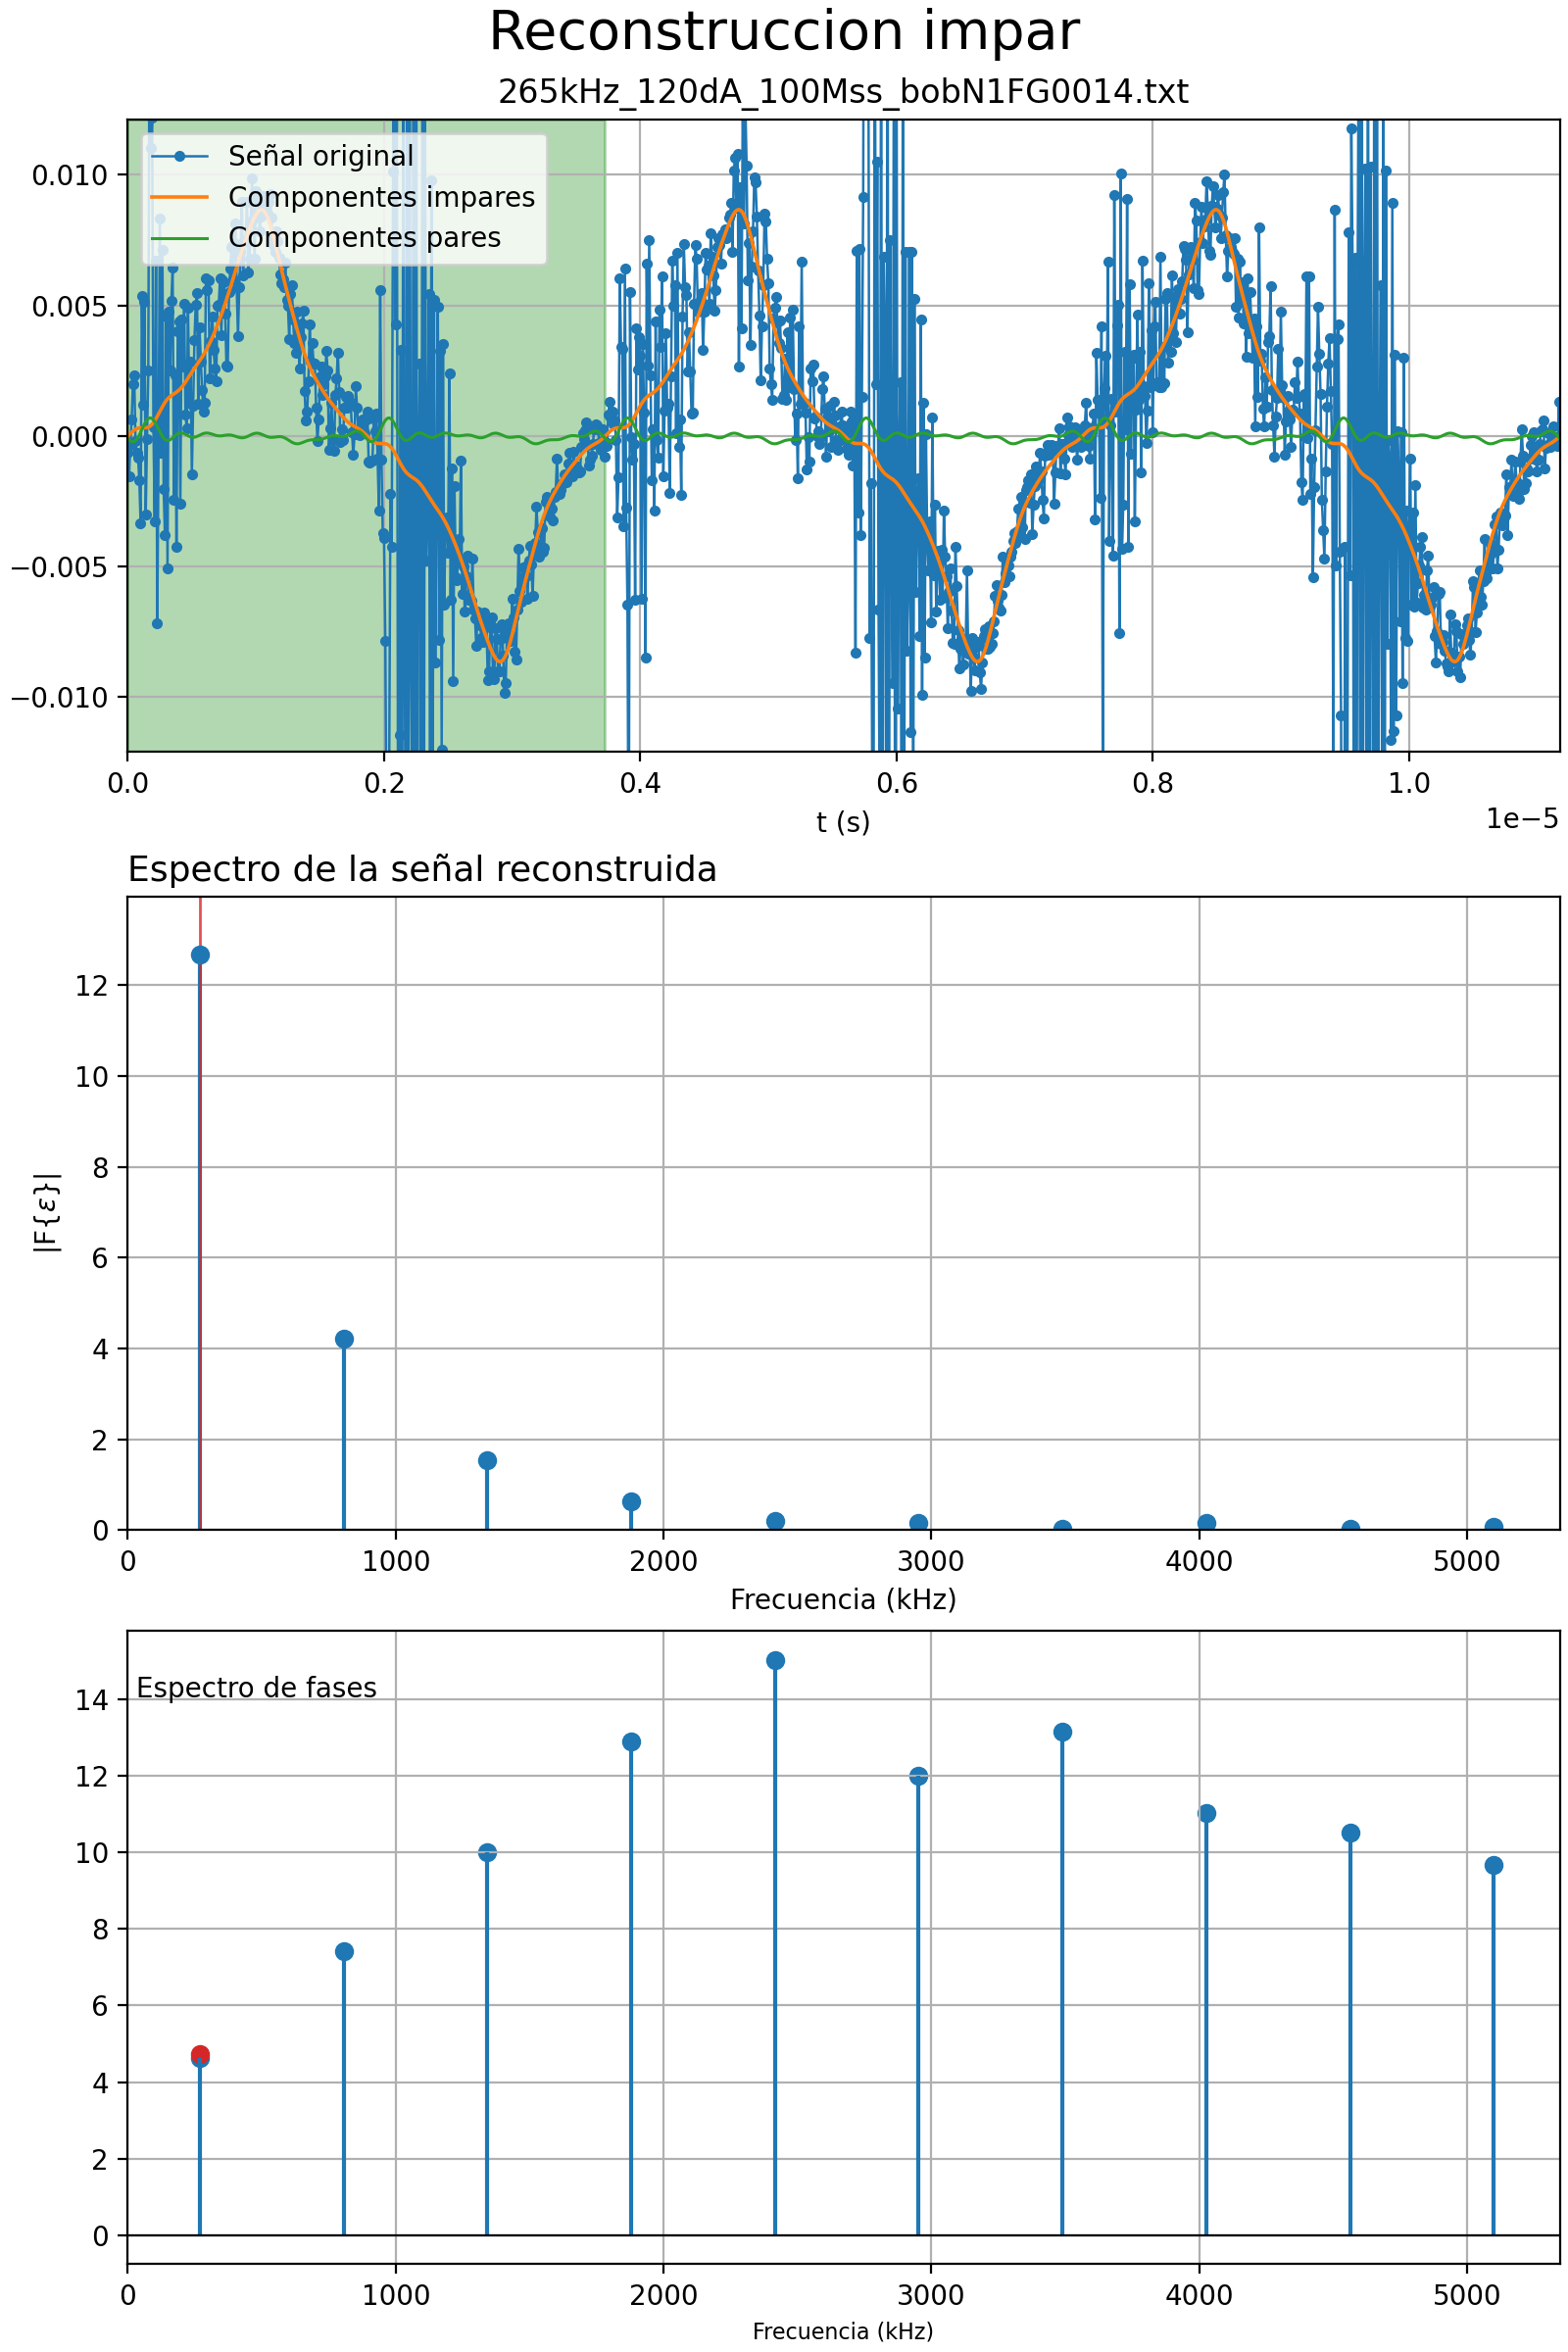 Reconstruccion impar
265kHz_120dA_100Mss_bobN1FG0014.txt
Señal original
Componentes impares
Componentes pares
0.010
0.005
0.000
−0.005
−0.010
0.0 0.2 0.4 0.6 0.8 1.0
1e−5
t (s)
Espectro de la señal reconstruida
12
10
8
6
4
2
0
|F{ε}|
0 1000 2000 3000 4000 5000
Frecuencia (kHz)
Espectro de fases
14
12
10
8
6
4
2
0
0 1000 2000 3000 4000 5000
Frecuencia (kHz)